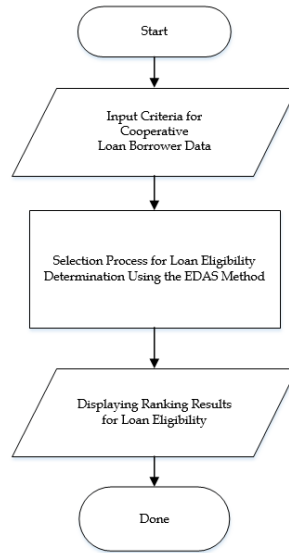 Start
Input Criteria for
Cooperative
Loan Borrower Data
Selection Process for Loan Eligibility
Determination Using the EDAS Method
Displaying Ranking Results
for Loan Eligibility
Done